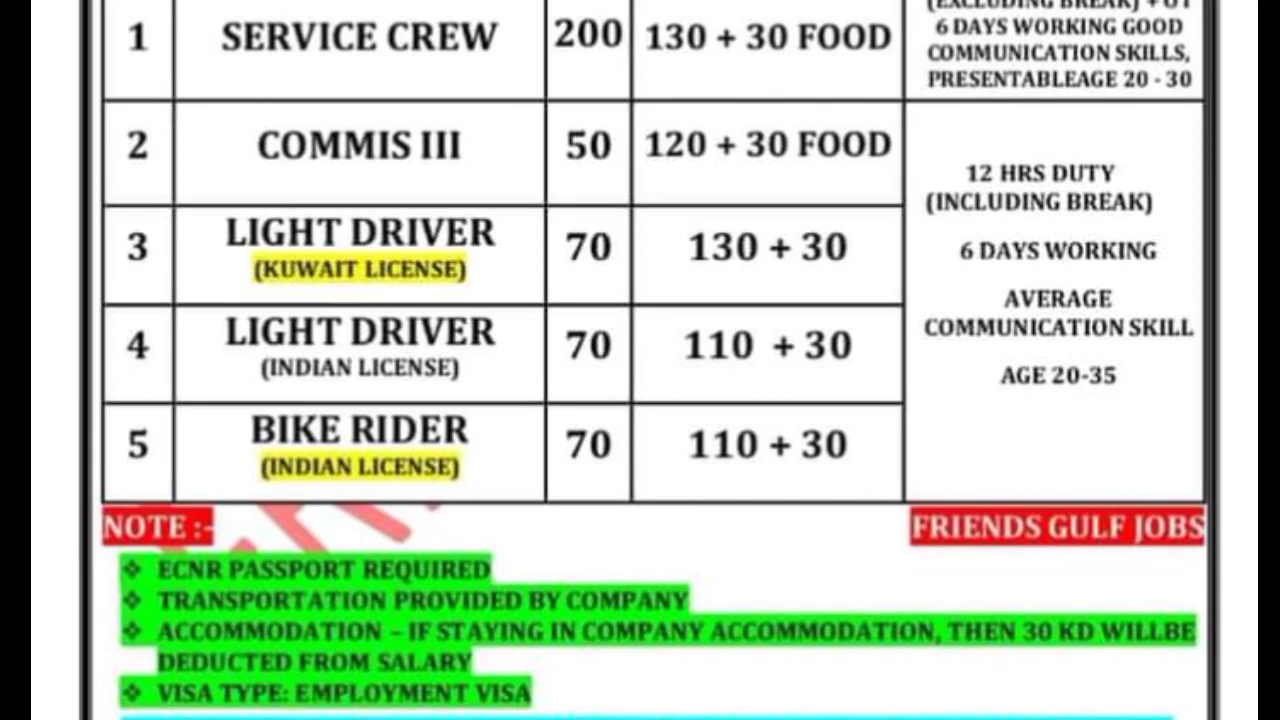 (EXCLUDING BREAK) + OT
1 SERVICE CREW 200 130 + 30 FOOD
6 DAYS WORKING GOOD
COMMUNICATION SKILLS,
PRESENTABLEAGE 20 - 30
2 COMMIS III 50 120 + 30 FOOD
12 HRS DUTY
(INCLUDING BREAK)
6 DAYS WORKING
AVERAGE
COMMUNICATION SKILL
AGE 20-35
3 LIGHT DRIVER 70 130 + 30
(KUWAIT LICENSE)
4 LIGHT DRIVER 70 110 + 30
(INDIAN LICENSE)
5 BIKE RIDER 70 110 + 30
(INDIAN LICENSE)
NOTE :- FRIENDS GULF JOBS
❖ ECNR PASSPORT REQUIRED
❖ TRANSPORTATION PROVIDED BY COMPANY
❖ ACCOMMODATION – IF STAYING IN COMPANY ACCOMMODATION, THEN 30 KD WILLBE
DEDUCTED FROM SALARY
❖ VISA TYPE: EMPLOYMENT VISA